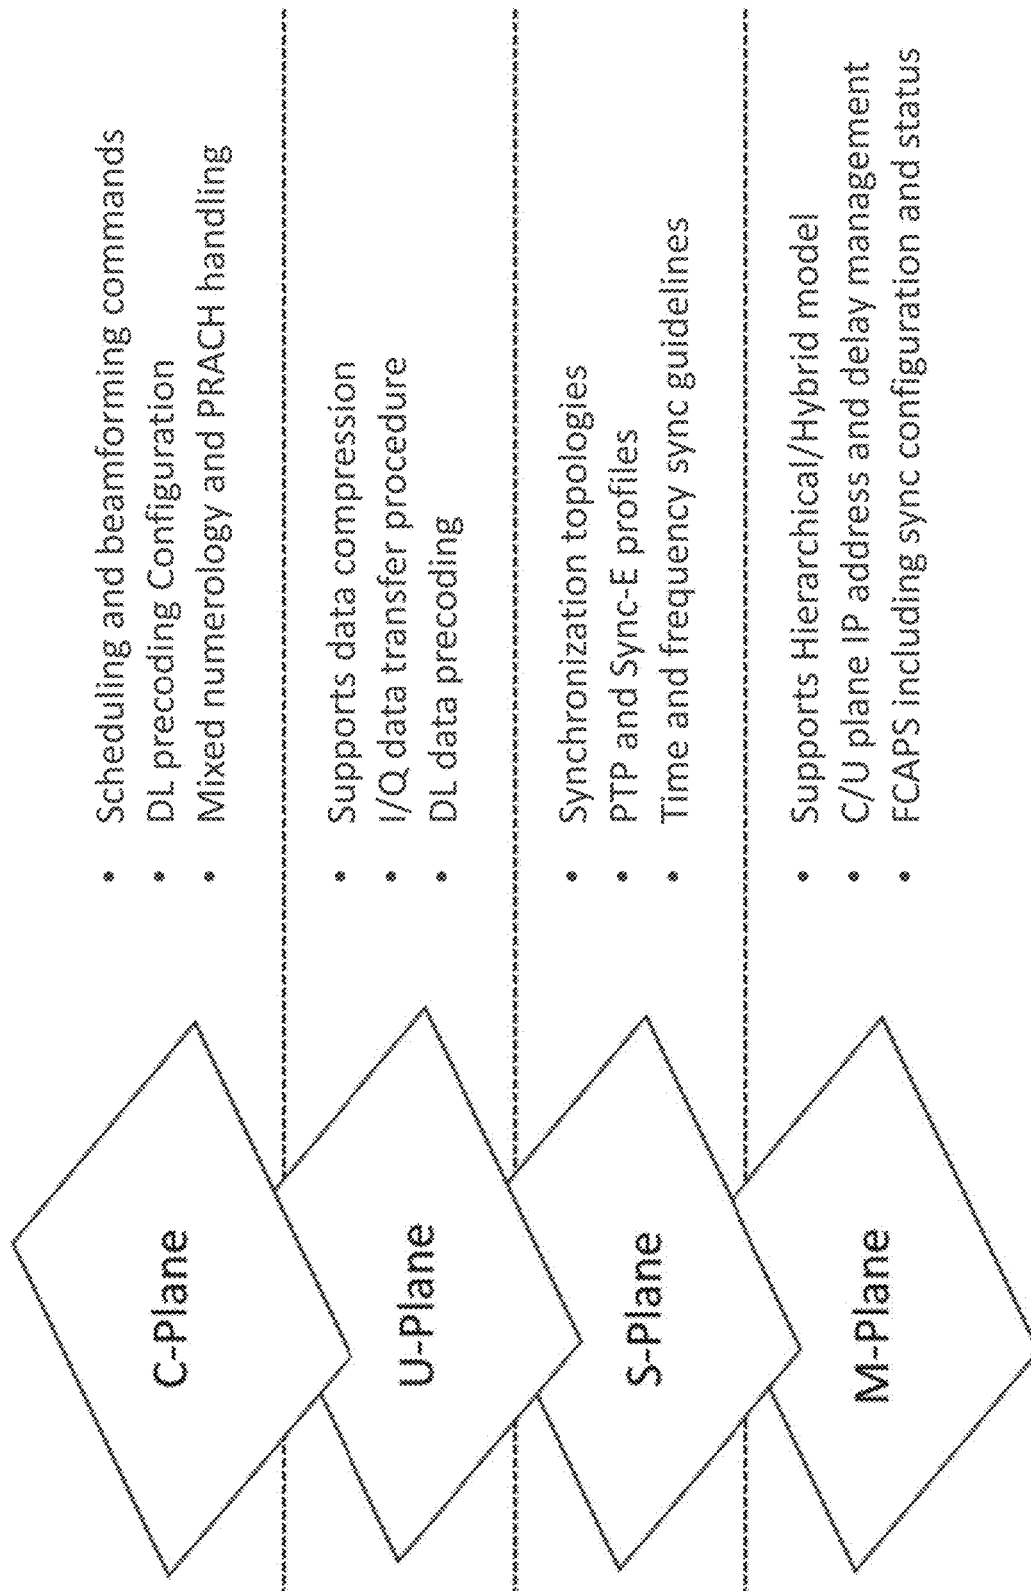 C-Plane
• Scheduling and beamforming commands
• DL precoding Configuration
• Mixed numerology and PRACH handling
U-Plane
• Supports data compression
• I/Q data transfer procedure
• DL data precoding
S-Plane
• Synchronization topologies
• PTP and Sync-E profiles
• Time and frequency sync guidelines
M-Plane
• Supports Hierarchical/Hybrid model
• C/U plane IP address and delay management
• FCAPS including sync configuration and status